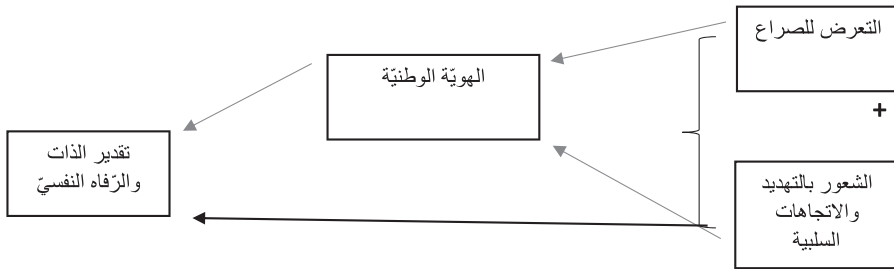 التعرض للصراع
+
الشعور بالتهديد
والاتجاهات
السلبية
الهويّة الوطنيّة
تقدير الذات
والرّفاه النفسيّ